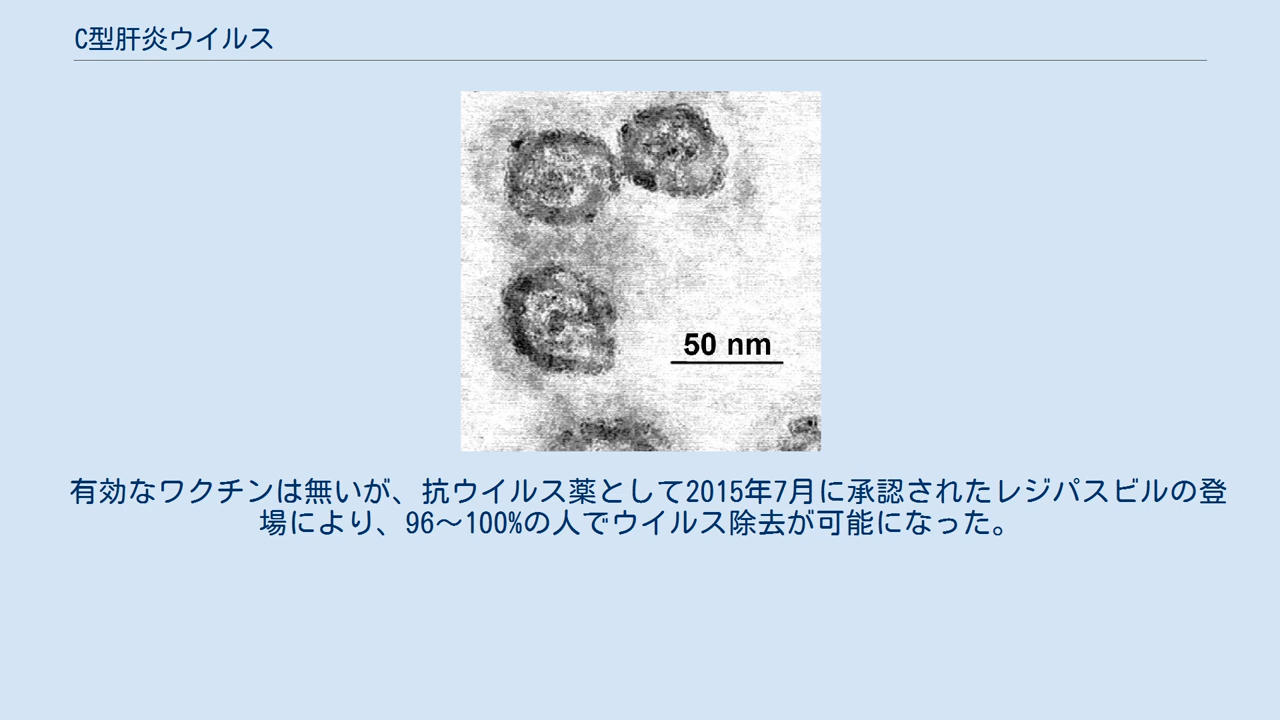 C型肝炎ウイルス
50 nm
有効なワクチンは無いが、抗ウイルス薬として2015年7月に承認されたレジパスビルの登
場により、96〜100%の人でウイルス除去が可能になった。